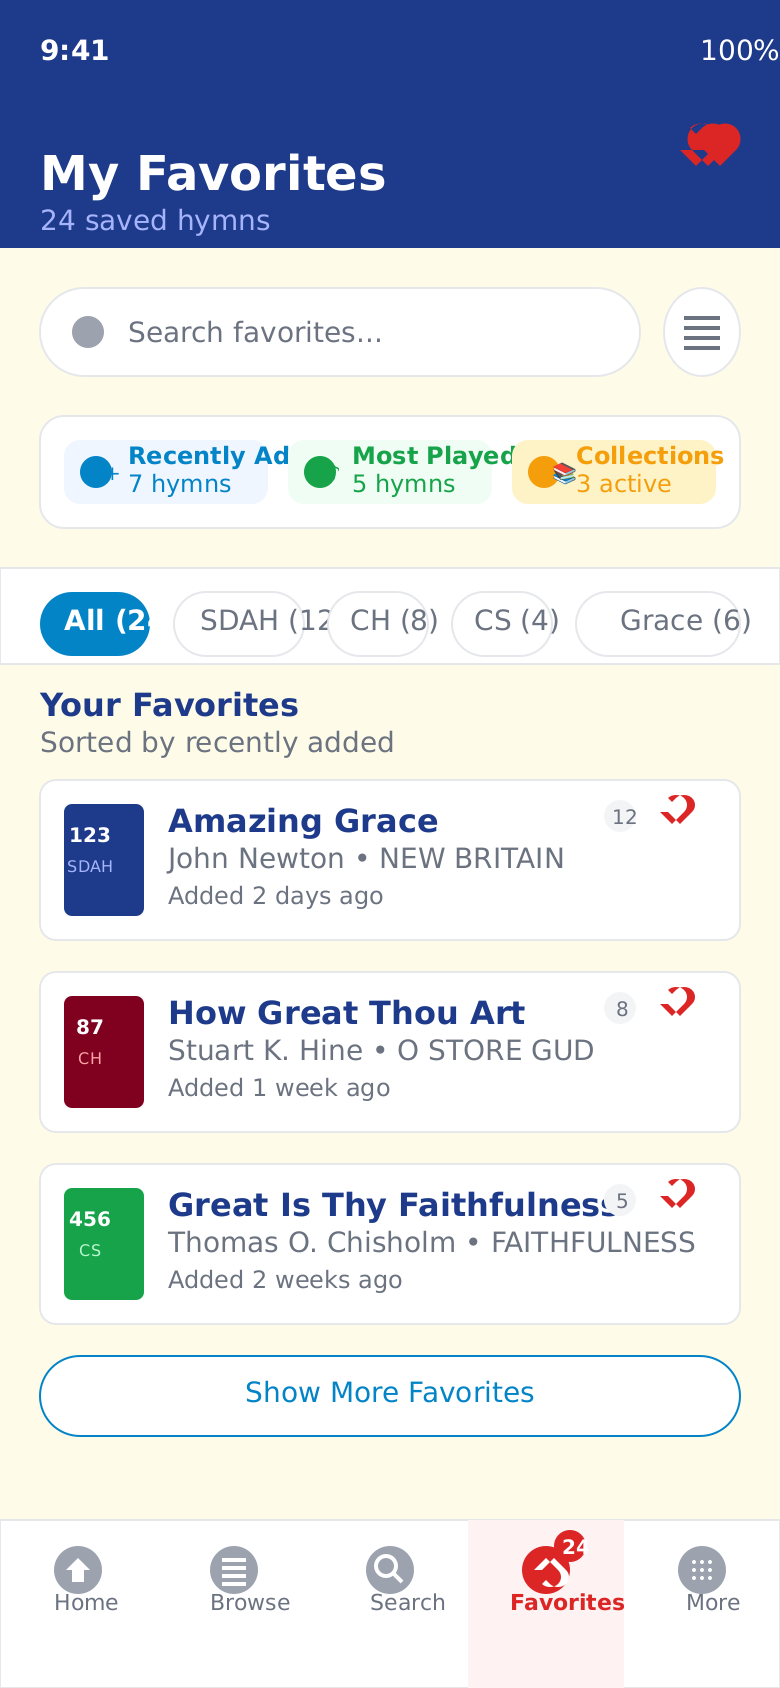 9:41 100%
My Favorites
24 saved hymns
Search favorites...
Recently Ad Most Played Collections
7 hymns 5 hymns 3 active
All (2 SDAH (12 CH (8) CS (4) Grace (6)
Your Favorites
Sorted by recently added
123 SDAH
Amazing Grace 12
John Newton • NEW BRITAIN
Added 2 days ago
87 CH
How Great Thou Art 8
Stuart K. Hine • O STORE GUD
Added 1 week ago
456 CS
Great Is Thy Faithfulness 5
Thomas O. Chisholm • FAITHFULNESS
Added 2 weeks ago
Show More Favorites
24
Home Browse Search Favorites More